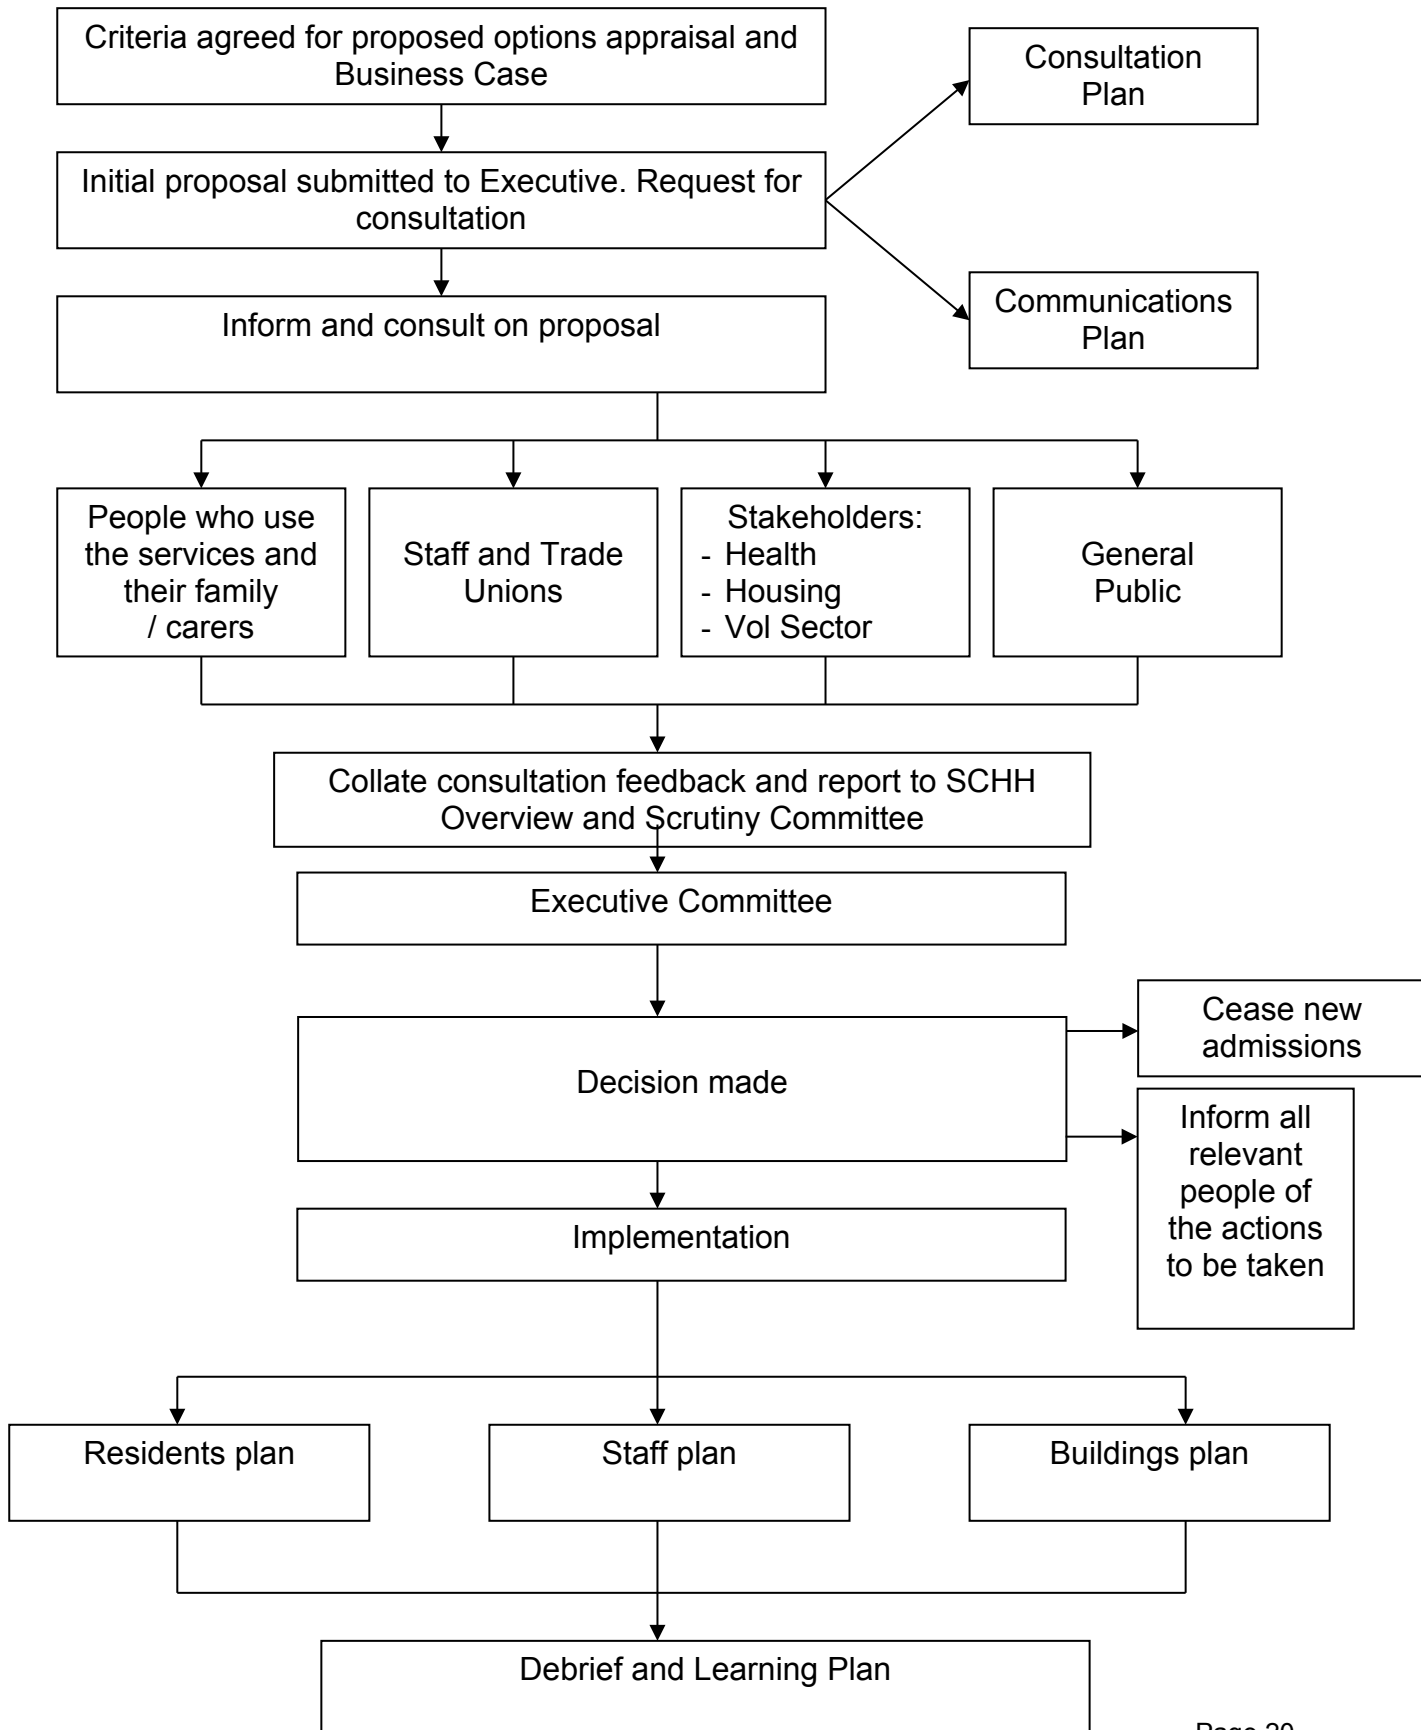 Criteria agreed for proposed options appraisal and
Business Case
Consultation
Plan
Initial proposal submitted to Executive. Request for
consultation
Communications
Plan
Inform and consult on proposal
People who use
the services and
their family
/ carers
Staff and Trade
Unions
Stakeholders:
- Health
- Housing
- Vol Sector
General
Public
Collate consultation feedback and report to SCHH
Overview and Scrutiny Committee
Executive Committee
Cease new
admissions
Decision made
Inform all
relevant
people of
the actions
to be taken
Implementation
Residents plan
Staff plan
Buildings plan
Debrief and Learning Plan
Page 20